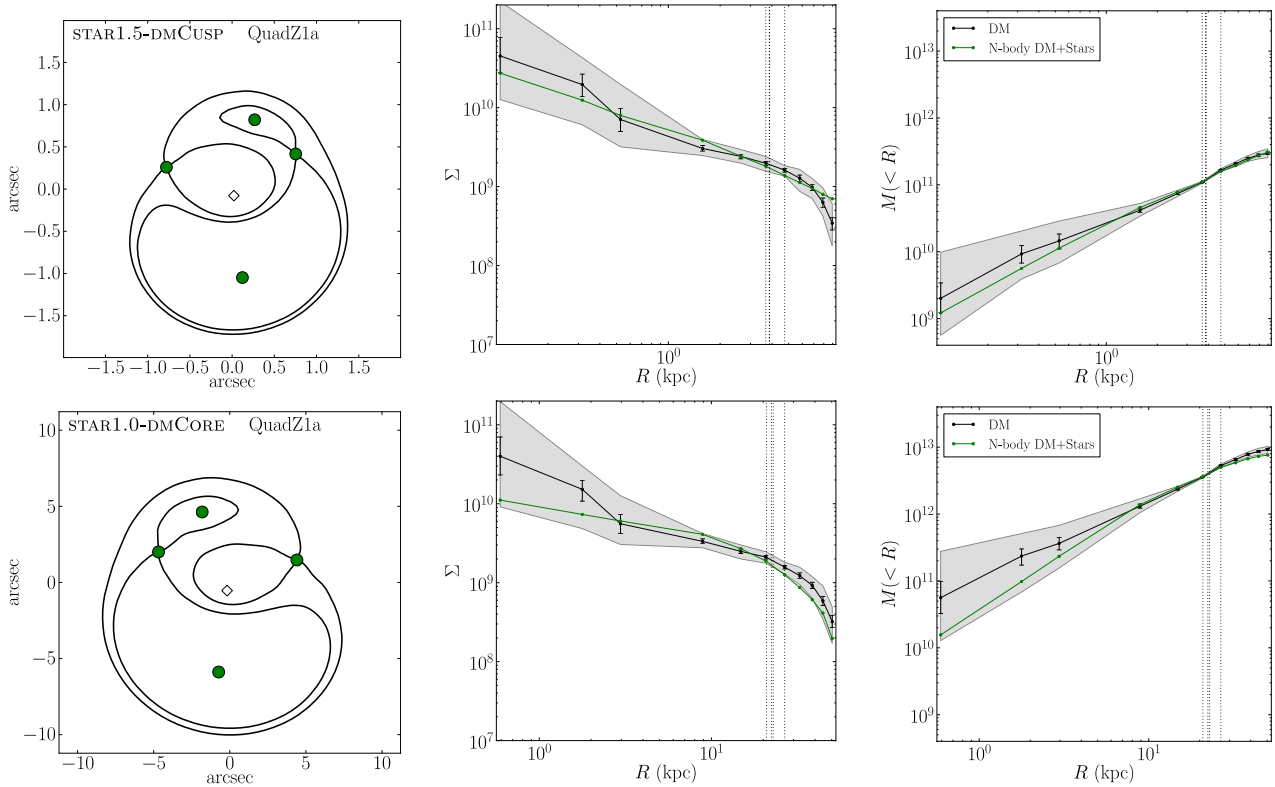 STAR1.5-DMCUSP QuadZ1a
arcsec
1.5
1.0
0.5
0.0
−0.5
−1.0
−1.5
−1.5 −1.0 −0.5 0.0 0.5 1.0 1.5
arcsec
Σ
10^11
10^10
10^9
10^8
10^7
10^0
R (kpc)
M(< R)
10^13
10^12
10^11
10^10
10^9
DM
N-body DM+Stars
10^0
R (kpc)
STAR1.0-DMCORE QuadZ1a
arcsec
10
5
0
−5
−10
−10 −5 0 5 10
arcsec
Σ
10^11
10^10
10^9
10^8
10^7
10^0 10^1
R (kpc)
M(< R)
10^13
10^12
10^11
10^10
10^9
DM
N-body DM+Stars
10^0 10^1
R (kpc)